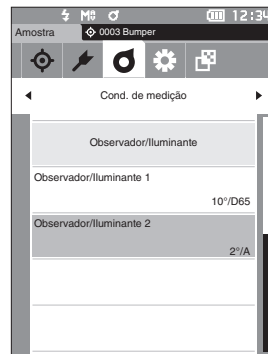 12:34
Amostra
0003 Bumper
Cond. de medição
Observador/Iluminante
Observador/Iluminante 1
10°/D65
Observador/Iluminante 2
2°/A